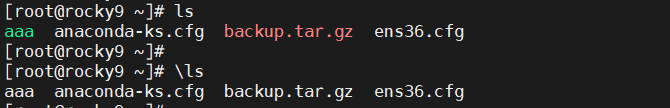 [root@rocky9 ~]# ls
aaa  anaconda-ks.cfg  backup.tar.gz  ens36.cfg
[root@rocky9 ~]#
[root@rocky9 ~]# \ls
aaa  anaconda-ks.cfg  backup.tar.gz  ens36.cfg